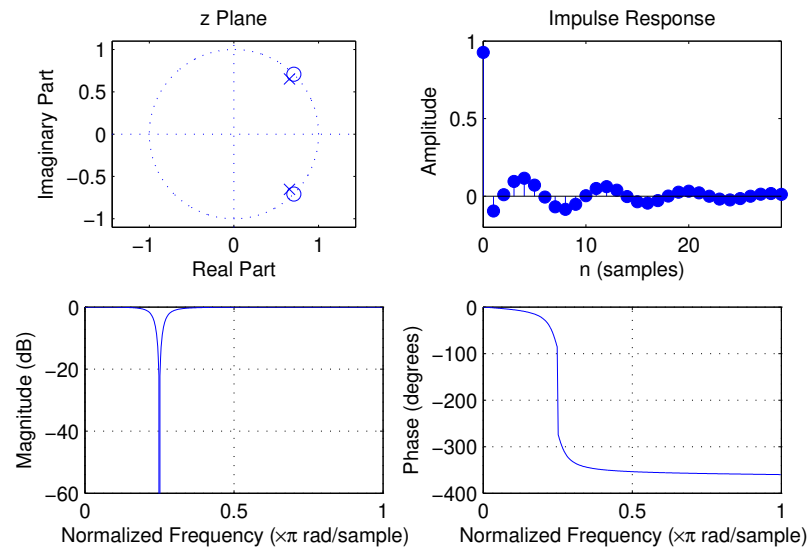 z Plane
1
0.5
0
−0.5
−1
Imaginary Part
−1
0
1
Real Part
Impulse Response
1
0.5
0
Amplitude
0
10
20
n (samples)
0
−20
−40
−60
Magnitude (dB)
0
0.5
1
Normalized Frequency (×π rad/sample)
0
−100
−200
−300
−400
Phase (degrees)
0
0.5
1
Normalized Frequency (×π rad/sample)